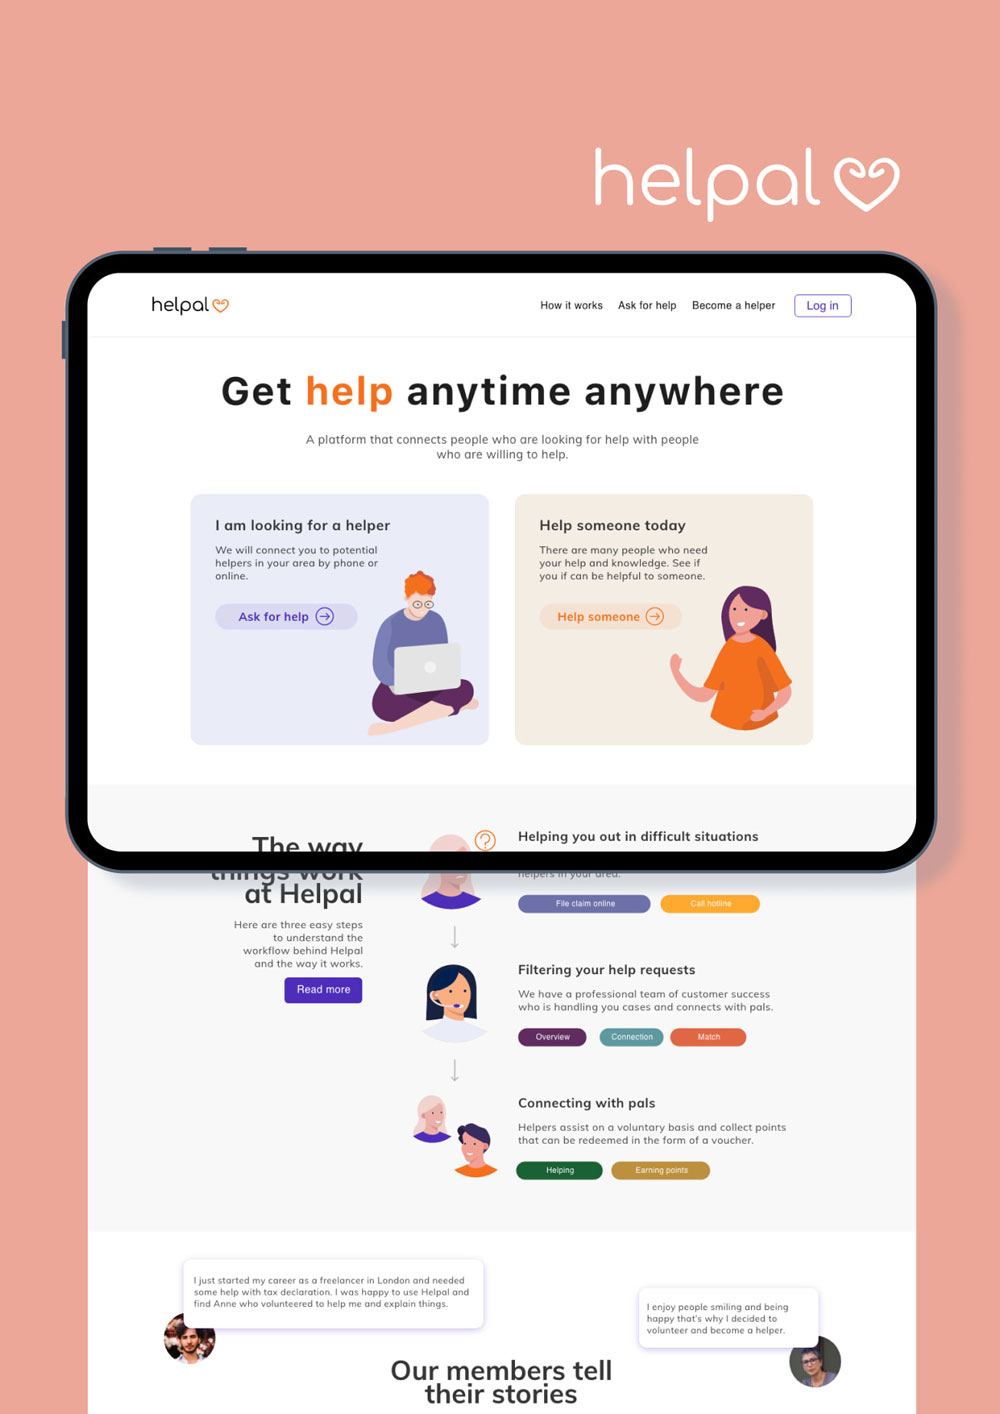 helpal
helpal
How it works Ask for help Become a helper Log in
Get help anytime anywhere
A platform that connects people who are looking for help with people
who are willing to help.
I am looking for a helper
We will connect you to potential
helpers in your area by phone or
online.
Ask for help
Help someone today
There are many people who need
your help and knowledge. See if
you if can be helpful to someone.
Help someone
The way
things work
at Helpal
Here are three easy steps
to understand the
workflow behind Helpal
and the way it works.
Read more
?
Helping you out in difficult situations
helpers in your area.
File claim online Call hotline
Filtering your help requests
We have a professional team of customer success
who is handling you cases and connects with pals.
Overview Connection Match
Connecting with pals
Helpers assist on a voluntary basis and collect points
that can be redeemed in the form of a voucher.
Helping Earning points
I just started my career as a freelancer in London and needed
some help with tax declaration. I was happy to use Helpal and
find Anne who volunteered to help me and explain things.
I enjoy people smiling and being
happy that's why I decided to
volunteer and become a helper.
Our members tell
their stories